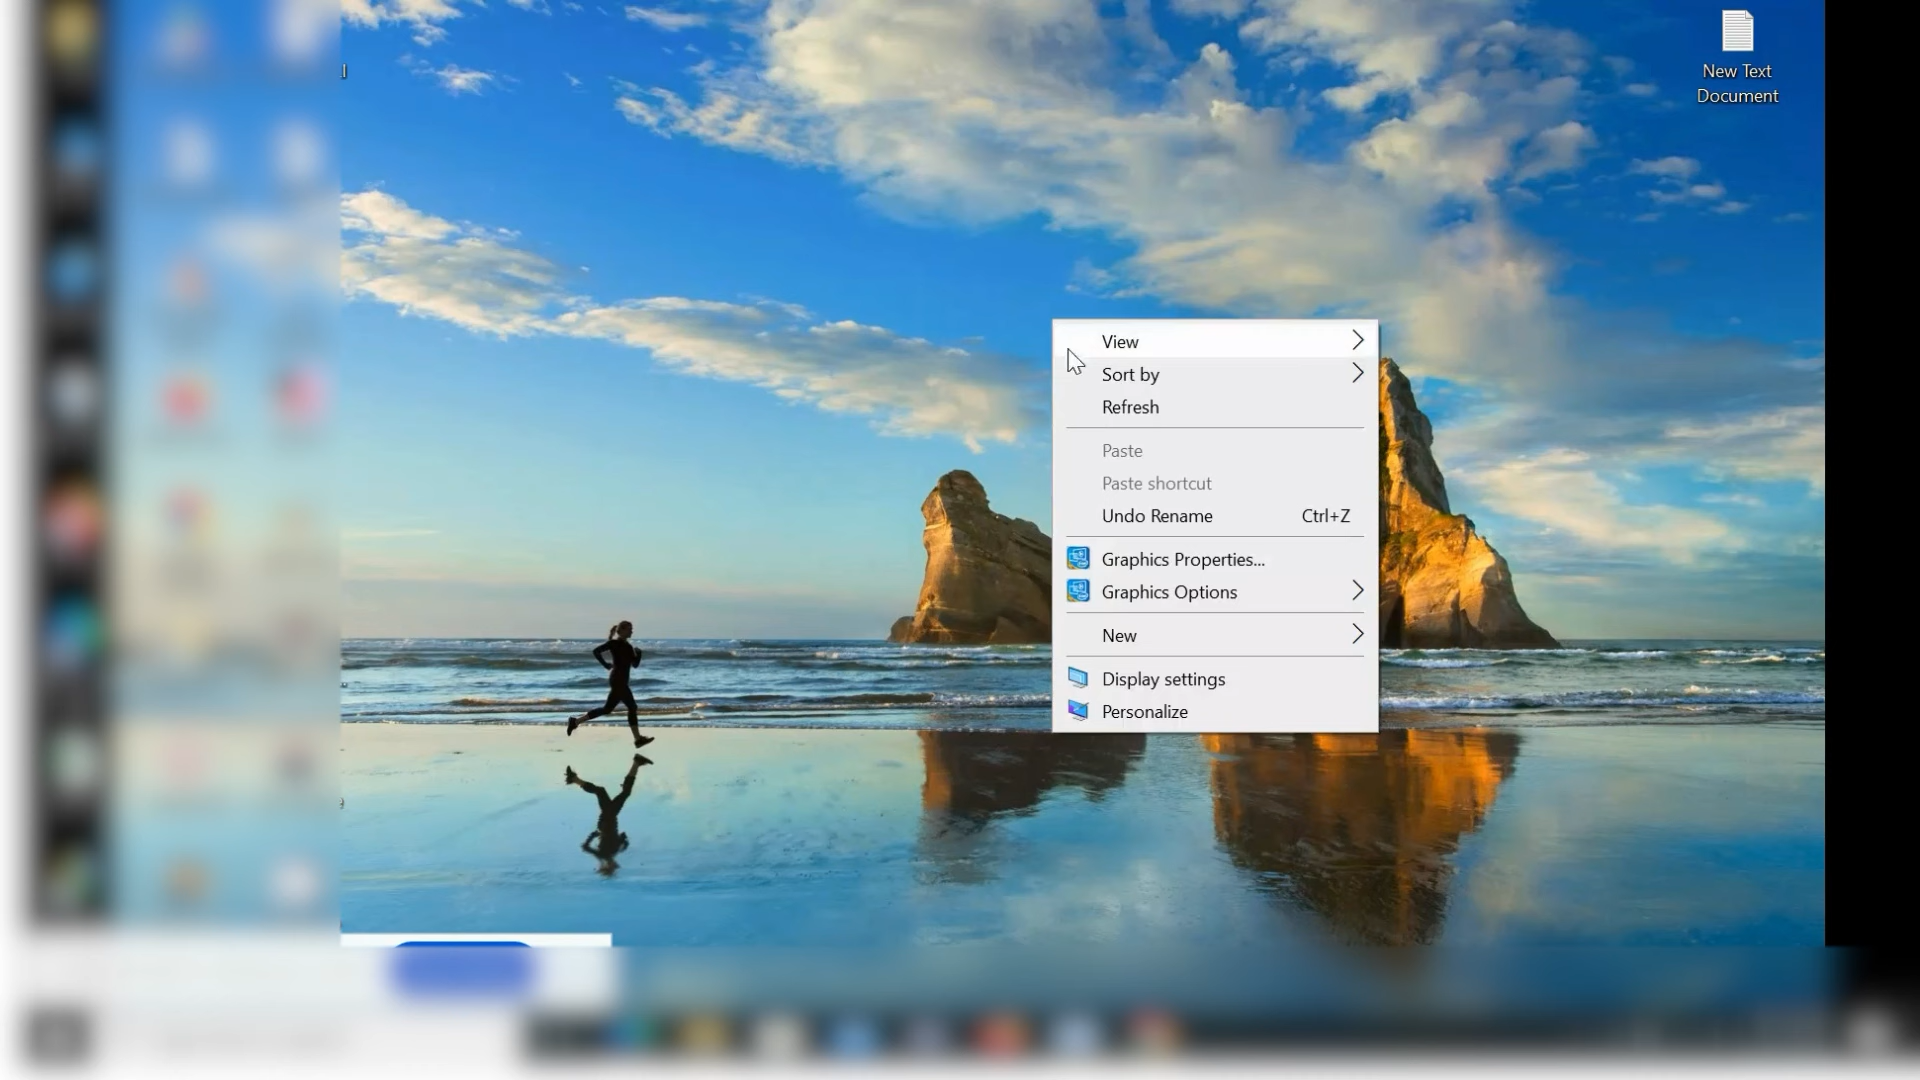 New Text
Document
View
Sort by
Refresh
Paste
Paste shortcut
Undo Rename Ctrl+Z
Graphics Properties...
Graphics Options
New
Display settings
Personalize